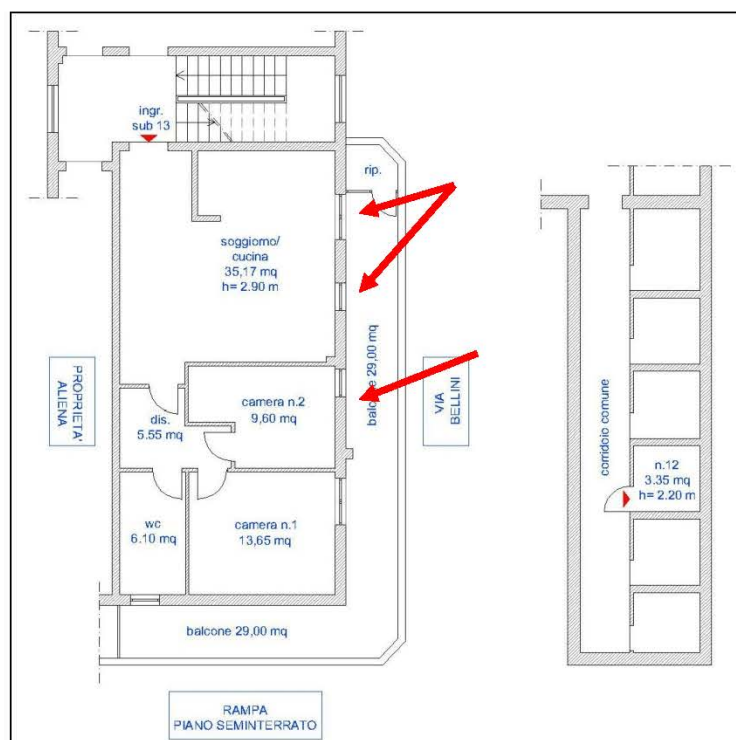 ingr.
sub 13
rip.
soggiorno/
cucina
35,17 mq
h= 2.90 m
balcone 29,00 mq
PROPRIETA'
ALIENA
VIA
BELLINI
camera n.2
9,60 mq
dis.
5.55 mq
wc
6.10 mq
camera n.1
13,65 mq
balcone 29,00 mq
RAMPA
PIANO SEMINTERRATO
corridoio comune
n.12
3.35 mq
h= 2.20 m